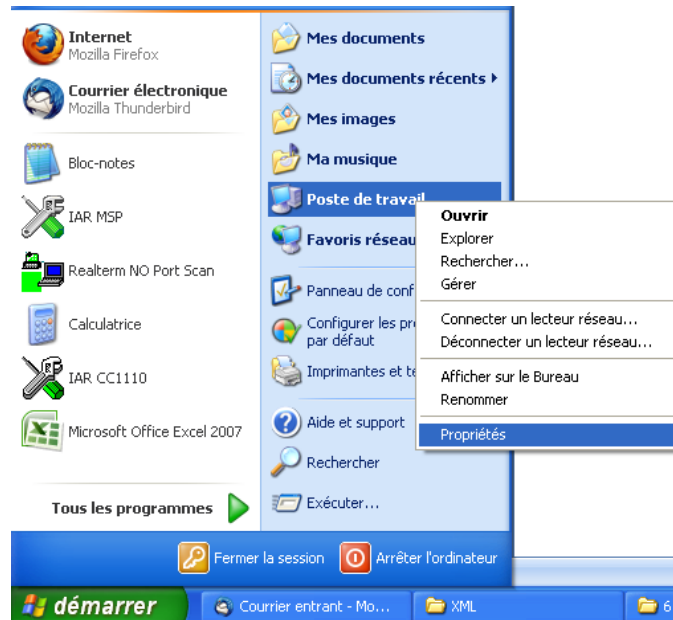 Internet
Mozilla Firefox
Courrier électronique
Mozilla Thunderbird
Bloc-notes
IAR MSP
Realterm NO Port Scan
Calculatrice
IAR CC1110
Microsoft Office Excel 2007
Tous les programmes
Mes documents
Mes documents récents
Mes images
Ma musique
Poste de travail
Favoris réseau
Panneau de conf
Configurer les pr
par défaut
Imprimantes et té
Aide et support
Rechercher
Exécuter...
Ouvrir
Explorer
Rechercher...
Gérer
Connecter un lecteur réseau...
Déconnecter un lecteur réseau...
Afficher sur le Bureau
Renommer
Propriétés
Fermer la session
Arrêter l'ordinateur
démarrer
Courrier entrant - Mo...
XML
6